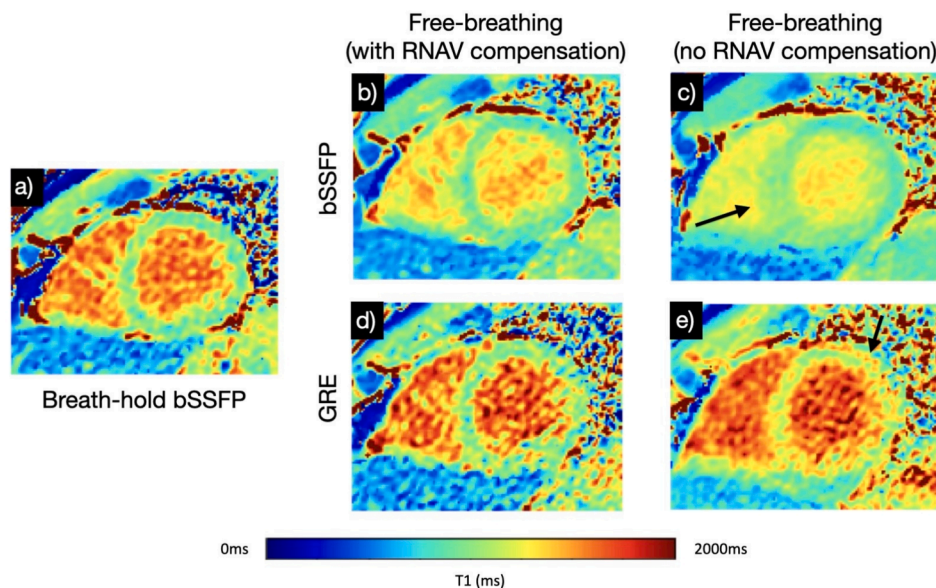 Free-breathing
(with RNAV compensation)
Free-breathing
(no RNAV compensation)
bSSFP
b)
c)
a)
Breath-hold bSSFP
GRE
d)
e)
0ms
2000ms
T1 (ms)